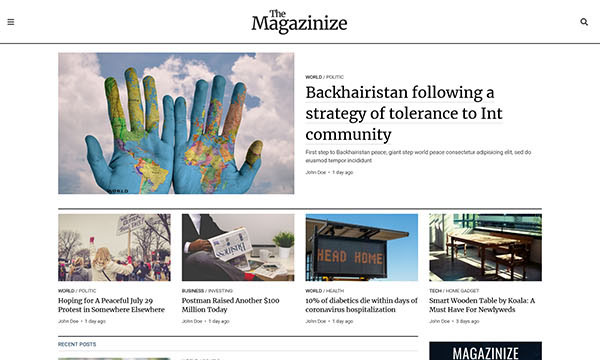 The
Magazinize
WORLD / POLITIC
Backhairistan following a
strategy of tolerance to Int
community
First step to Backhairistan peace, giant step world peace consectetur adipisicing elit, sed do
eiusmod tempor incididunt
John Doe • 1 day ago
WORLD
WORLD / POLITIC
Hoping for A Peaceful July 29
Protest in Somewhere Elsewhere
John Doe • 1 day ago
BUSINESS / INVESTING
Postman Raised Another $100
Million Today
John Doe • 1 day ago
HEAD HOME
WORLD / HEALTH
10% of diabetics die within days of
coronavirus hospitalization
John Doe • 1 day ago
TECH / HOME GADGET
Smart Wooden Table by Koala: A
Must Have For Newlyweds
John Doe • 3 days ago
RECENT POSTS
MAGAZINIZE